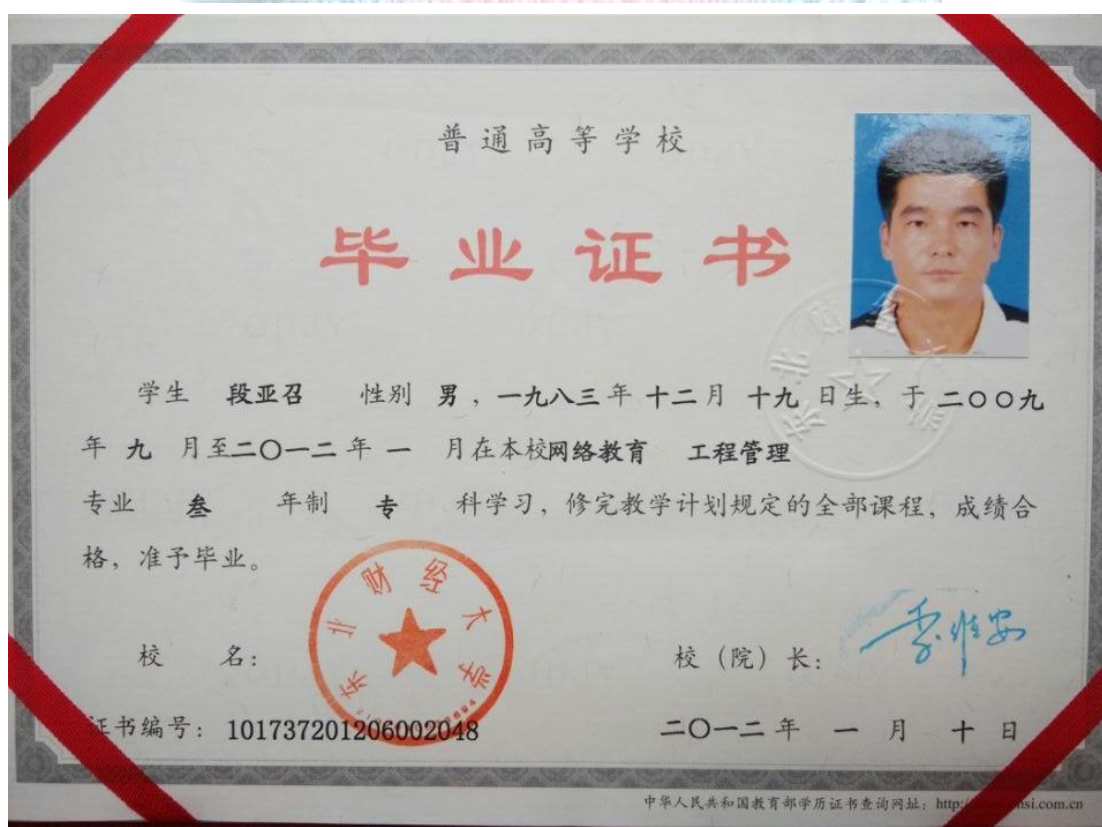 普通高等学校
毕业证书
学生 段亚召 性别 男，一九八三年 十二月 十九 日生，于 二〇〇九
年 九 月至二〇一二年 一 月在本校网络教育 工程管理
专业 叁 年制 专 科学习，修完教学计划规定的全部课程，成绩合
格，准予毕业。
东北财经大学
校 名： 校（院）长：
证书编号：101737201206002048 二〇一二年 一 月 十 日
中华人民共和国教育部学历证书查询网址：http:
si.com.cn
东北财经大